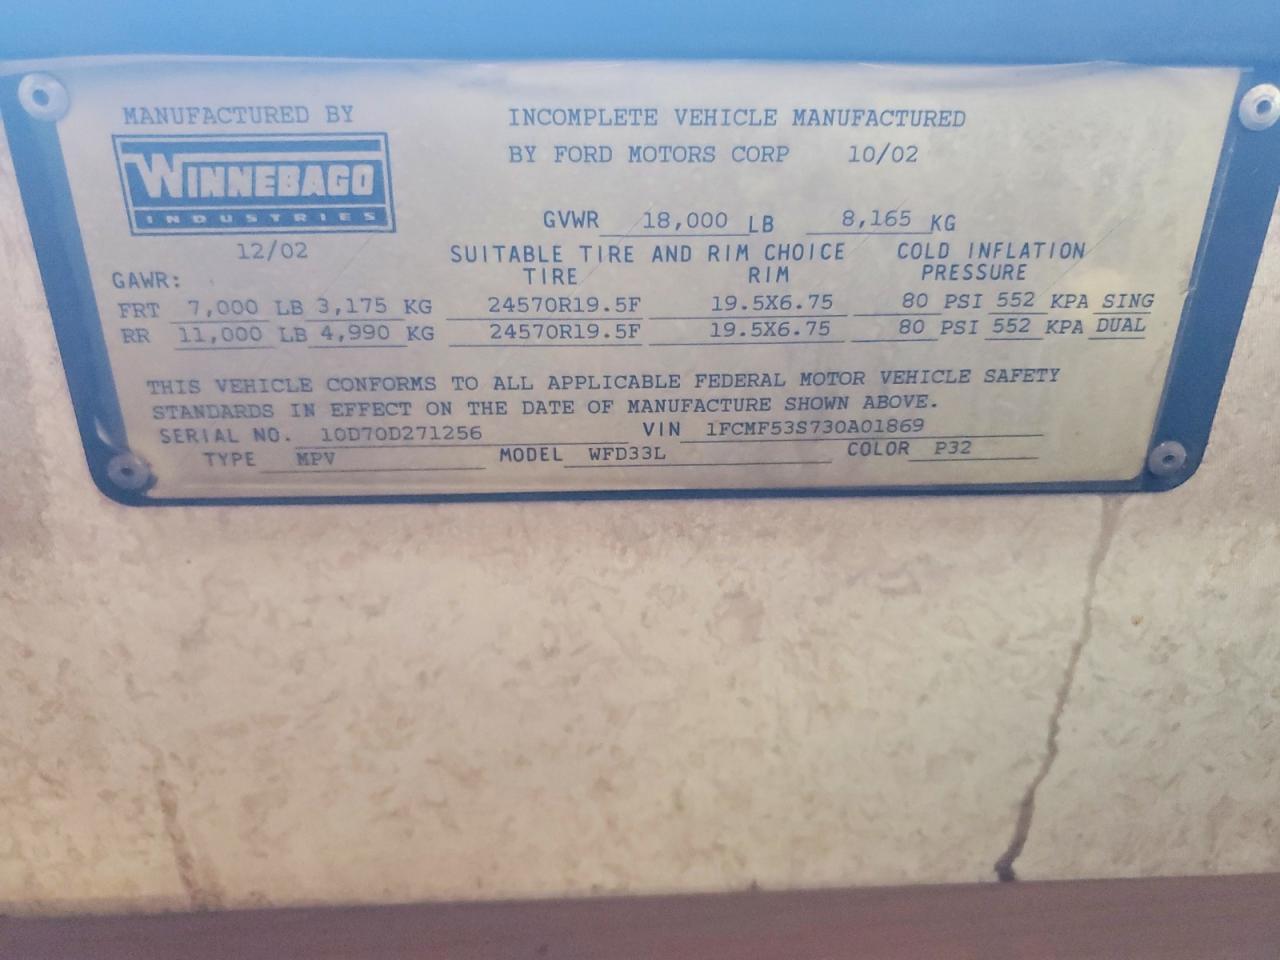 MANUFACTURED BY
WINNEBAGO
INDUSTRIES
12/02
INCOMPLETE VEHICLE MANUFACTURED
BY FORD MOTORS CORP 10/02
GVWR 18,000 LB 8,165 KG
SUITABLE TIRE AND RIM CHOICE COLD INFLATION
GAWR: TIRE RIM PRESSURE
FRT 7,000 LB 3,175 KG 24570R19.5F 19.5X6.75 80 PSI 552 KPA SING
RR 11,000 LB 4,990 KG 24570R19.5F 19.5X6.75 80 PSI 552 KPA DUAL
THIS VEHICLE CONFORMS TO ALL APPLICABLE FEDERAL MOTOR VEHICLE SAFETY
STANDARDS IN EFFECT ON THE DATE OF MANUFACTURE SHOWN ABOVE.
SERIAL NO. 10D70D271256 VIN 1FCMF53S730A01869
TYPE MPV MODEL WFD33L COLOR P32